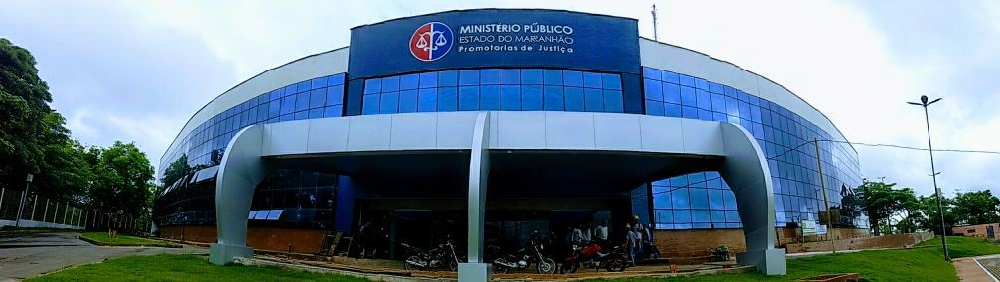 MINISTÉRIO PÚBLICO
ESTADO DO MARANHÃO
Promotorias de Justiça